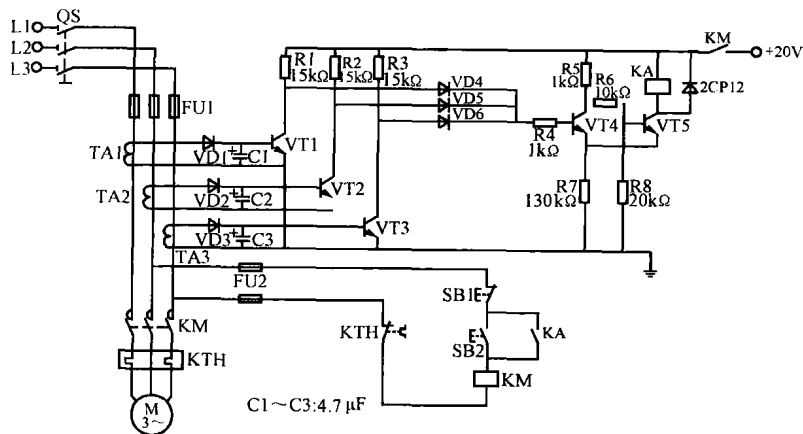 L1
QS
L2
L3
FU1
R1
15kΩ
R2
15kΩ
R3
15kΩ
VD4
VD5
VD6
R4
1kΩ
R5
1kΩ
R6
10kΩ
KA
KM
+20V
2CP12
VT4
VT5
TA1
VD1
+
C1
VT1
TA2
VD2
+
C2
VT2
TA3
VD3
+
C3
VT3
R7
130kΩ
R8
20kΩ
FU2
SB1
KTH
SB2
KA
KM
KM
KTH
M
3~
C1～C3:4.7 μF